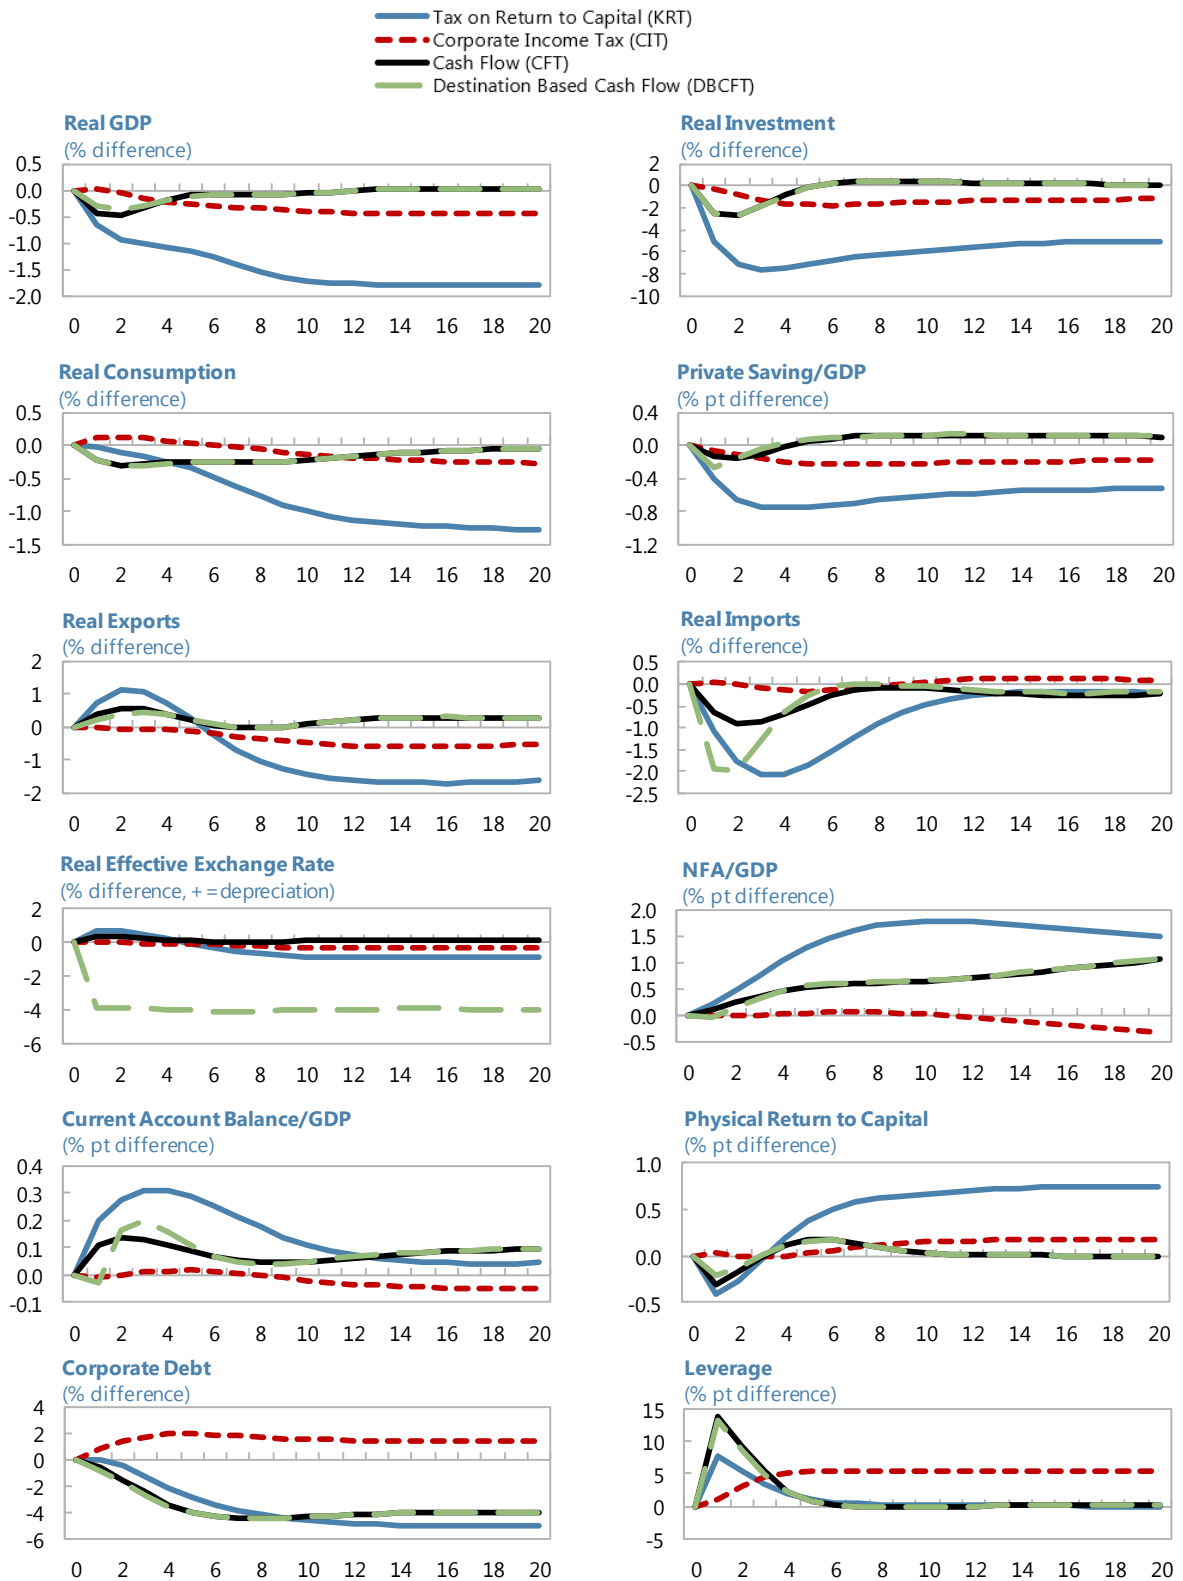 Tax on Return to Capital (KRT)
Corporate Income Tax (CIT)
Cash Flow (CFT)
Destination Based Cash Flow (DBCFT)
Real GDP
(% difference)
0.5
0.0
-0.5
-1.0
-1.5
-2.0
0 2 4 6 8 10 12 14 16 18 20
Real Investment
(% difference)
2
0
-2
-4
-6
-8
-10
0 2 4 6 8 10 12 14 16 18 20
Real Consumption
(% difference)
0.5
0.0
-0.5
-1.0
-1.5
0 2 4 6 8 10 12 14 16 18 20
Private Saving/GDP
(% pt difference)
0.4
0.0
-0.4
-0.8
-1.2
0 2 4 6 8 10 12 14 16 18 20
Real Exports
(% difference)
2
1
0
-1
-2
0 2 4 6 8 10 12 14 16 18 20
Real Imports
(% difference)
0.5
0.0
-0.5
-1.0
-1.5
-2.0
-2.5
0 2 4 6 8 10 12 14 16 18 20
Real Effective Exchange Rate
(% difference, + = depreciation)
2
0
-2
-4
-6
0 2 4 6 8 10 12 14 16 18 20
NFA/GDP
(% pt difference)
2.0
1.5
1.0
0.5
0.0
-0.5
0 2 4 6 8 10 12 14 16 18 20
Current Account Balance/GDP
(% pt difference)
0.4
0.3
0.2
0.1
0.0
-0.1
0 2 4 6 8 10 12 14 16 18 20
Physical Return to Capital
(% pt difference)
1.0
0.5
0.0
-0.5
0 2 4 6 8 10 12 14 16 18 20
Corporate Debt
(% difference)
4
2
0
-2
-4
-6
0 2 4 6 8 10 12 14 16 18 20
Leverage
(% pt difference)
15
10
5
0
-5
0 2 4 6 8 10 12 14 16 18 20